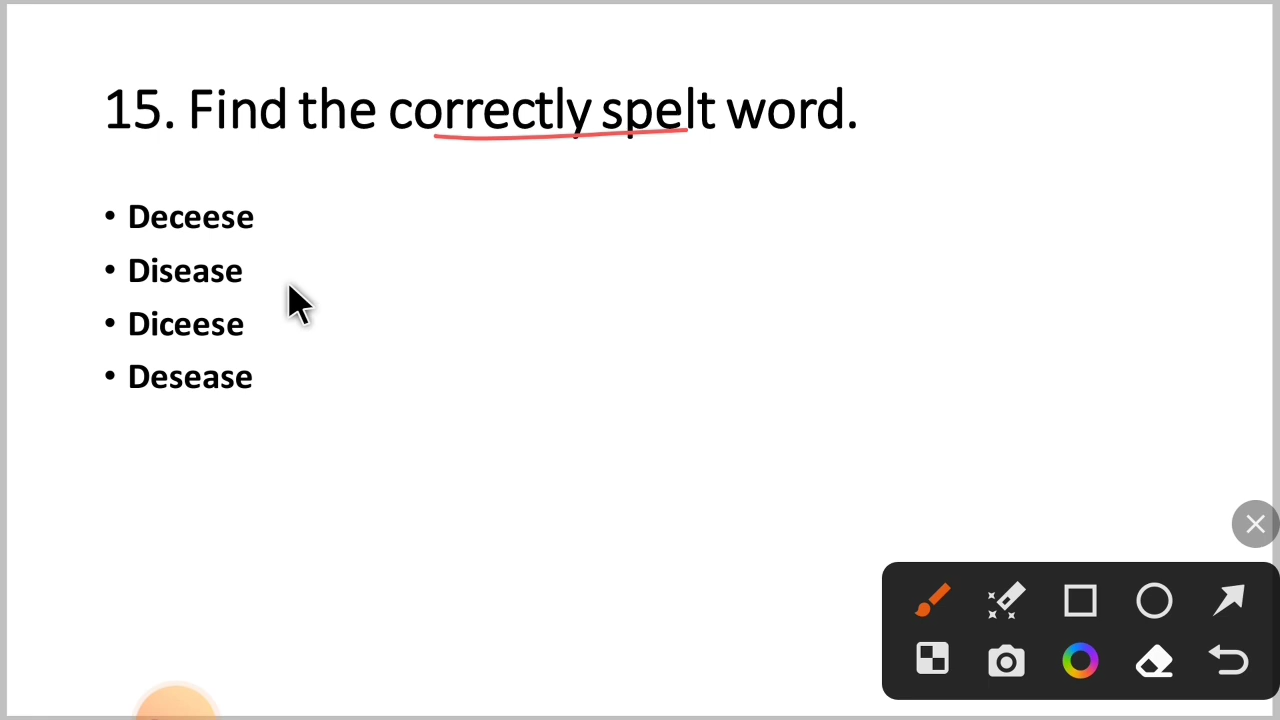 15. Find the correctly spelt word.
• Deceese
• Disease
• Diceese
• Desease